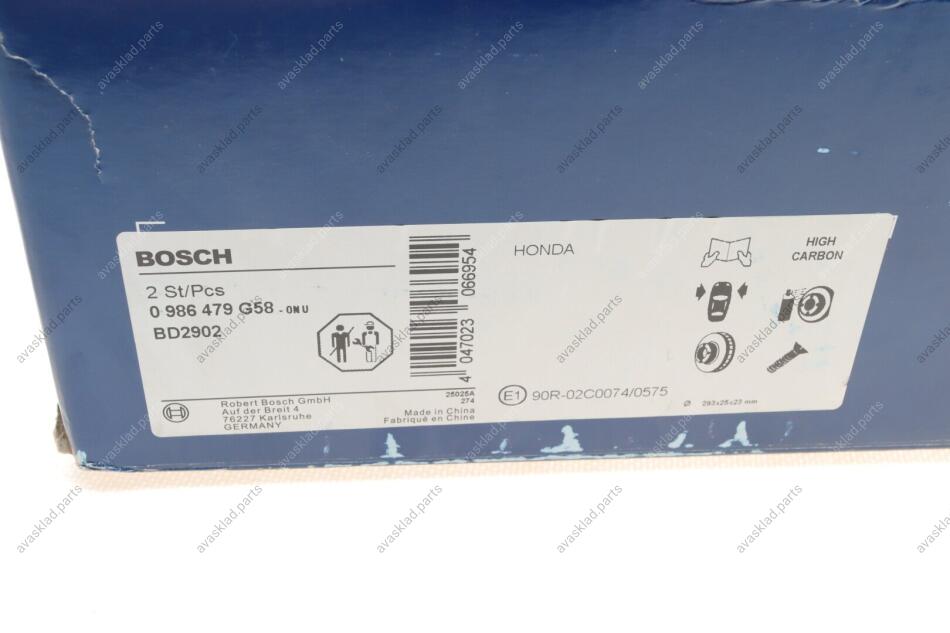 BOSCH
2 St/Pcs
0 986 479 G58 - 0NU
BD2902
Robert Bosch GmbH
Auf der Breit 4
76227 Karlsruhe
GERMANY
4 047023 066954
25025A
274
Made in China
Fabriqué en Chine
HONDA
E1 90R-02C0074/0575
HIGH
CARBON
Ø 293x25x23 mm
avasklad.parts